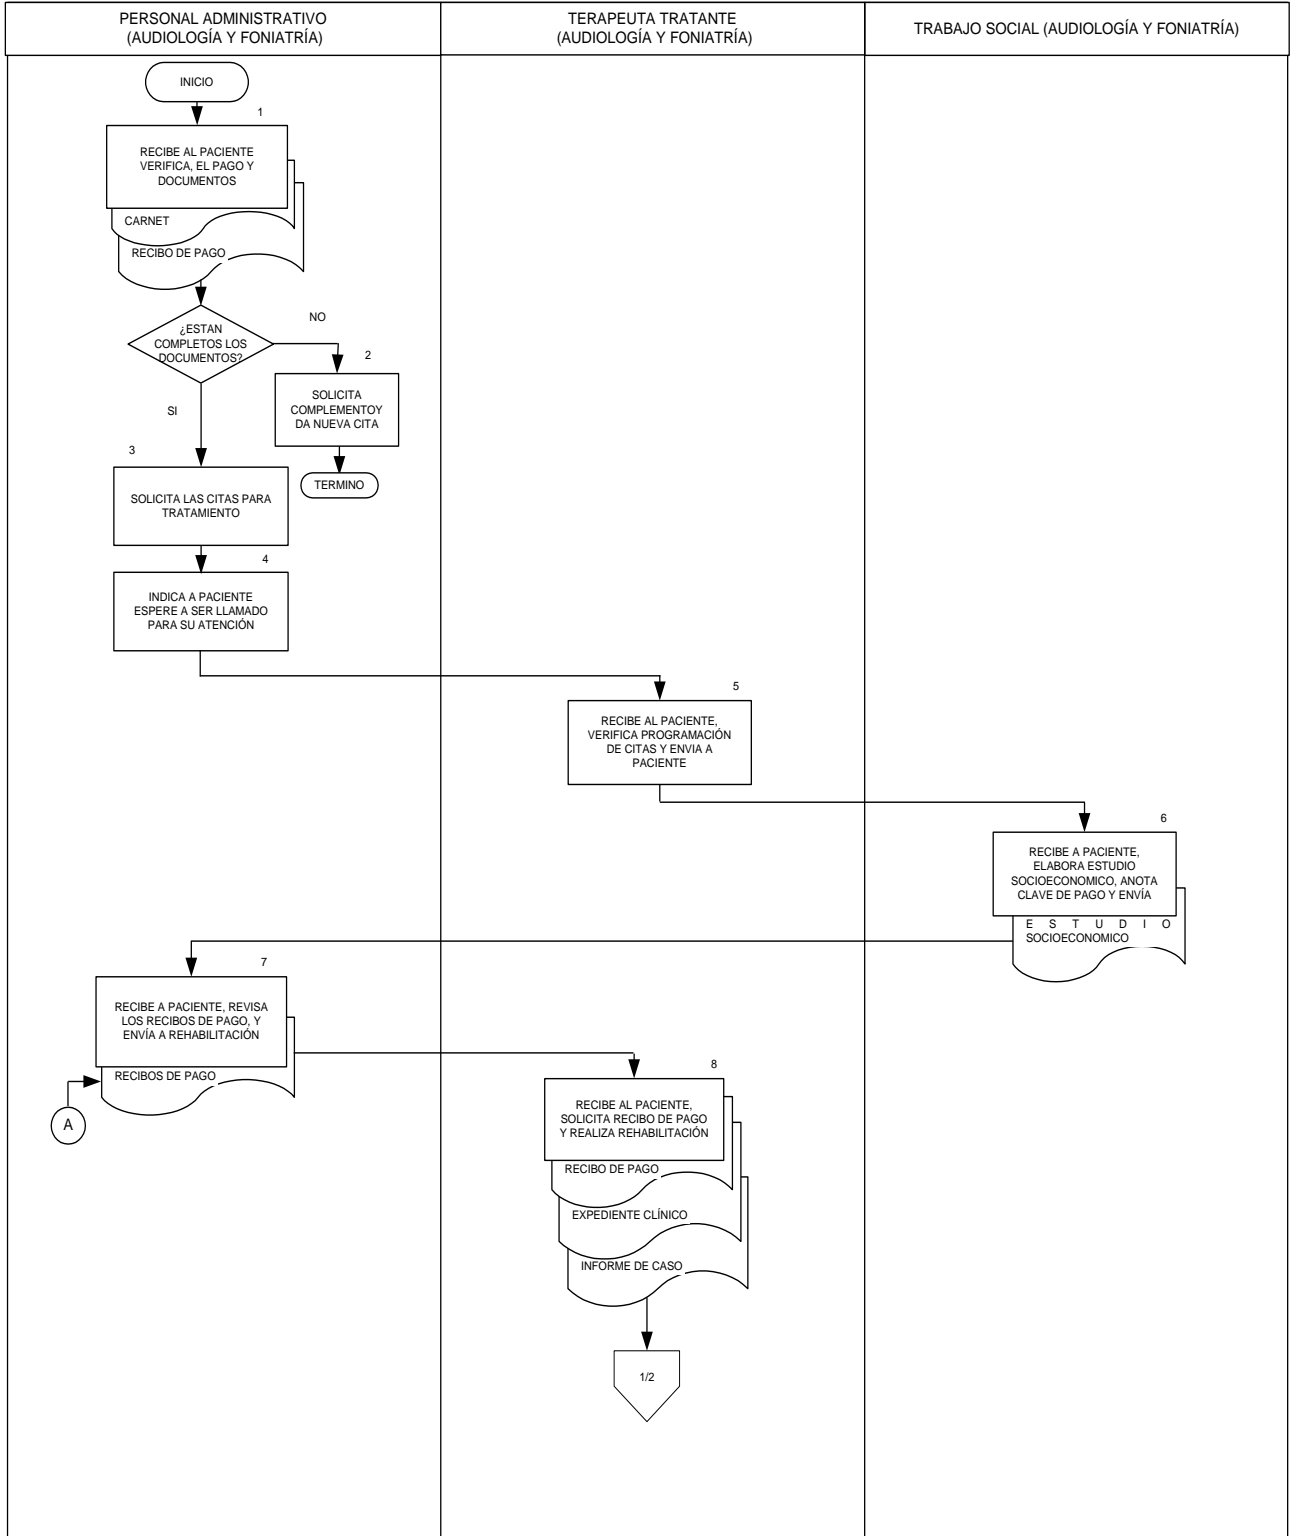 PERSONAL ADMINISTRATIVO
(AUDIOLOGÍA Y FONIATRÍA)
TERAPEUTA TRATANTE
(AUDIOLOGÍA Y FONIATRÍA)
TRABAJO SOCIAL (AUDIOLOGÍA Y FONIATRÍA)
INICIO
1
RECIBE AL PACIENTE
VERIFICA, EL PAGO Y
DOCUMENTOS
CARNET
RECIBO DE PAGO
¿ESTAN
COMPLETOS LOS
DOCUMENTOS?
NO
2
SOLICITA
COMPLEMENTOY
DA NUEVA CITA
TERMINO
SI
3
SOLICITA LAS CITAS PARA
TRATAMIENTO
4
INDICA A PACIENTE
ESPERE A SER LLAMADO
PARA SU ATENCIÓN
5
RECIBE AL PACIENTE,
VERIFICA PROGRAMACIÓN
DE CITAS Y ENVIA A
PACIENTE
6
RECIBE A PACIENTE,
ELABORA ESTUDIO
SOCIOECONOMICO, ANOTA
CLAVE DE PAGO Y ENVÍA
E S T U D I O
SOCIOECONOMICO
7
RECIBE A PACIENTE, REVISA
LOS RECIBOS DE PAGO, Y
ENVÍA A REHABILITACIÓN
RECIBOS DE PAGO
A
8
RECIBE AL PACIENTE,
SOLICITA RECIBO DE PAGO
Y REALIZA REHABILITACIÓN
RECIBO DE PAGO
EXPEDIENTE CLÍNICO
INFORME DE CASO
1/2